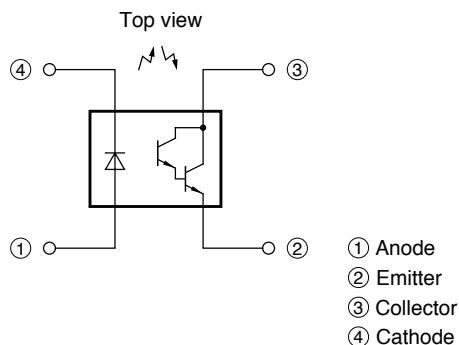 Top view
④ ③
① ②
① Anode
② Emitter
③ Collector
④ Cathode